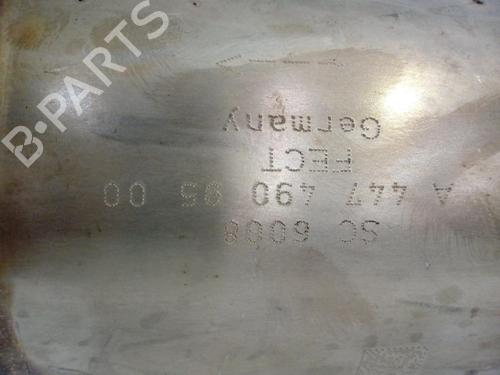 B-PARTS
SC 6008
A 447 490 95 00
FECT
Germany